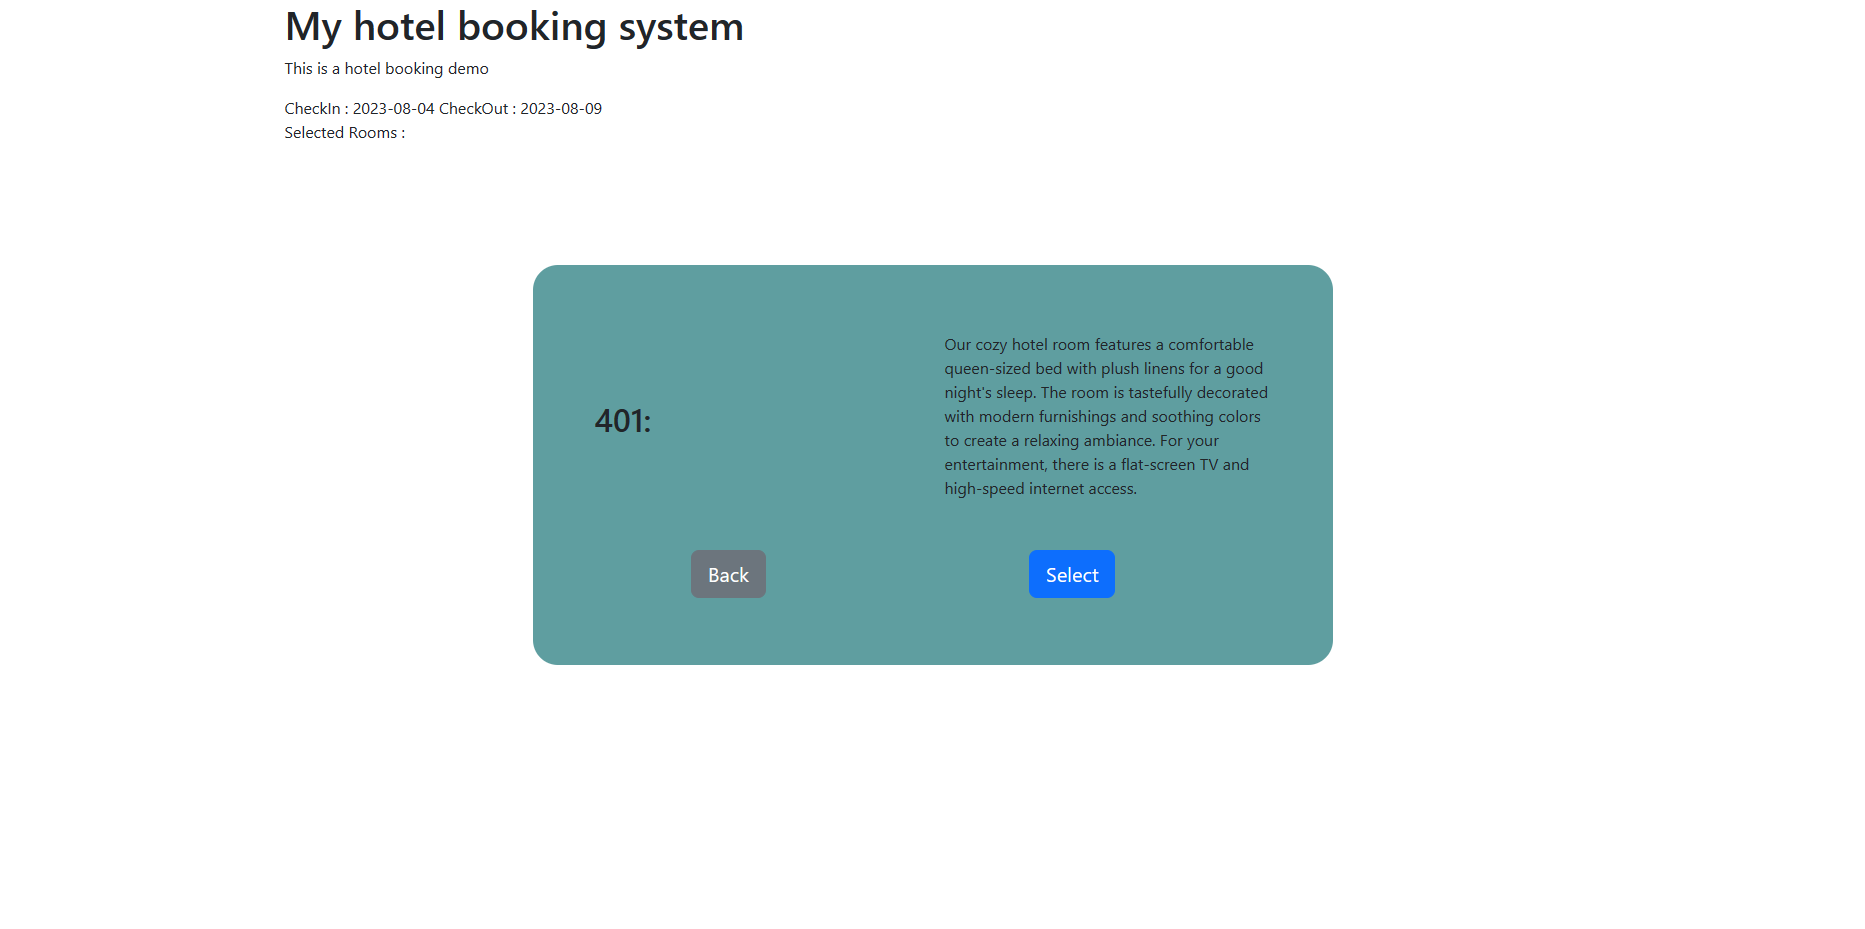 My hotel booking system
This is a hotel booking demo
CheckIn : 2023-08-04 CheckOut : 2023-08-09
Selected Rooms :
401:
Our cozy hotel room features a comfortable
queen-sized bed with plush linens for a good
night's sleep. The room is tastefully decorated
with modern furnishings and soothing colors
to create a relaxing ambiance. For your
entertainment, there is a flat-screen TV and
high-speed internet access.
Back
Select